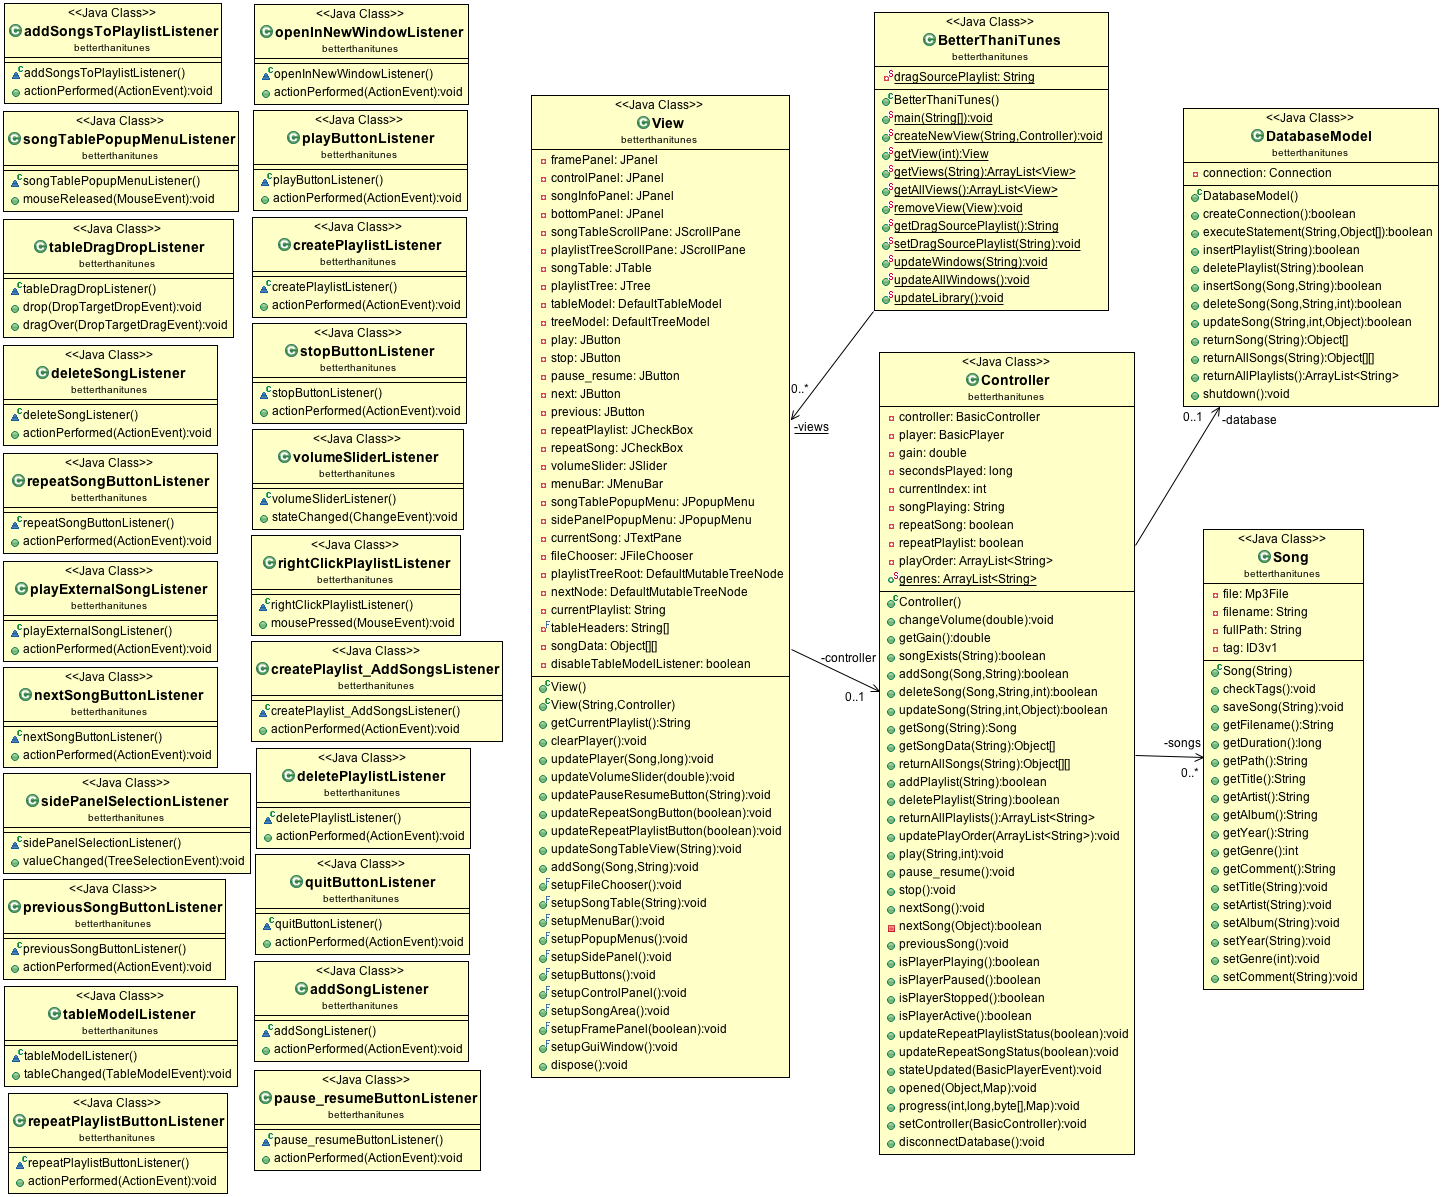 <<Java Class>>
addSongsToPlaylistListener
betterthanitunes
addSongsToPlaylistListener()
actionPerformed(ActionEvent):void
<<Java Class>>
songTablePopupMenuListener
betterthanitunes
songTablePopupMenuListener()
mouseReleased(MouseEvent):void
<<Java Class>>
tableDragDropListener
betterthanitunes
tableDragDropListener()
drop(DropTargetDropEvent):void
dragOver(DropTargetDragEvent):void
<<Java Class>>
deleteSongListener
betterthanitunes
deleteSongListener()
actionPerformed(ActionEvent):void
<<Java Class>>
repeatSongButtonListener
betterthanitunes
repeatSongButtonListener()
actionPerformed(ActionEvent):void
<<Java Class>>
playExternalSongListener
betterthanitunes
playExternalSongListener()
actionPerformed(ActionEvent):void
<<Java Class>>
nextSongButtonListener
betterthanitunes
nextSongButtonListener()
actionPerformed(ActionEvent):void
<<Java Class>>
sidePanelSelectionListener
betterthanitunes
sidePanelSelectionListener()
valueChanged(TreeSelectionEvent):void
<<Java Class>>
previousSongButtonListener
betterthanitunes
previousSongButtonListener()
actionPerformed(ActionEvent):void
<<Java Class>>
tableModelListener
betterthanitunes
tableModelListener()
tableChanged(TableModelEvent):void
<<Java Class>>
repeatPlaylistButtonListener
betterthanitunes
repeatPlaylistButtonListener()
actionPerformed(ActionEvent):void
<<Java Class>>
openInNewWindowListener
betterthanitunes
openInNewWindowListener()
actionPerformed(ActionEvent):void
<<Java Class>>
playButtonListener
betterthanitunes
playButtonListener()
actionPerformed(ActionEvent):void
<<Java Class>>
createPlaylistListener
betterthanitunes
createPlaylistListener()
actionPerformed(ActionEvent):void
<<Java Class>>
stopButtonListener
betterthanitunes
stopButtonListener()
actionPerformed(ActionEvent):void
<<Java Class>>
volumeSliderListener
betterthanitunes
volumeSliderListener()
stateChanged(ChangeEvent):void
<<Java Class>>
rightClickPlaylistListener
betterthanitunes
rightClickPlaylistListener()
mousePressed(MouseEvent):void
<<Java Class>>
createPlaylist_AddSongsListener
betterthanitunes
createPlaylist_AddSongsListener()
actionPerformed(ActionEvent):void
<<Java Class>>
deletePlaylistListener
betterthanitunes
deletePlaylistListener()
actionPerformed(ActionEvent):void
<<Java Class>>
quitButtonListener
betterthanitunes
quitButtonListener()
actionPerformed(ActionEvent):void
<<Java Class>>
addSongListener
betterthanitunes
addSongListener()
actionPerformed(ActionEvent):void
<<Java Class>>
pause_resumeButtonListener
betterthanitunes
pause_resumeButtonListener()
actionPerformed(ActionEvent):void
<<Java Class>>
View
betterthanitunes
framePanel: JPanel
controlPanel: JPanel
songInfoPanel: JPanel
bottomPanel: JPanel
songTableScrollPane: JScrollPane
playlistTreeScrollPane: JScrollPane
songTable: JTable
playlistTree: JTree
tableModel: DefaultTableModel
treeModel: DefaultTreeModel
play: JButton
stop: JButton
pause_resume: JButton
next: JButton
previous: JButton
repeatPlaylist: JCheckBox
repeatSong: JCheckBox
volumeSlider: JSlider
menuBar: JMenuBar
songTablePopupMenu: JPopupMenu
sidePanelPopupMenu: JPopupMenu
currentSong: JTextPane
fileChooser: JFileChooser
playlistTreeRoot: DefaultMutableTreeNode
nextNode: DefaultMutableTreeNode
currentPlaylist: String
tableHeaders: String[]
songData: Object[][]
disableTableModelListener: boolean
View()
View(String,Controller)
getCurrentPlaylist():String
clearPlayer():void
updatePlayer(Song,long):void
updateVolumeSlider(double):void
updatePauseResumeButton(String):void
updateRepeatSongButton(boolean):void
updateRepeatPlaylistButton(boolean):void
updateSongTableView(String):void
addSong(Song,String):void
setupFileChooser():void
setupSongTable(String):void
setupMenuBar():void
setupPopupMenus():void
setupSidePanel():void
setupButtons():void
setupControlPanel():void
setupSongArea():void
setupFramePanel(boolean):void
setupGuiWindow():void
dispose():void
<<Java Class>>
BetterThaniTunes
betterthanitunes
dragSourcePlaylist: String
BetterThaniTunes()
main(String[]):void
createNewView(String,Controller):void
getView(int):View
getViews(String):ArrayList<View>
getAllViews():ArrayList<View>
removeView(View):void
getDragSourcePlaylist():String
setDragSourcePlaylist(String):void
updateWindows(String):void
updateAllWindows():void
updateLibrary():void
0..*
-views
<<Java Class>>
Controller
betterthanitunes
controller: BasicController
player: BasicPlayer
gain: double
secondsPlayed: long
currentIndex: int
songPlaying: String
repeatSong: boolean
repeatPlaylist: boolean
playOrder: ArrayList<String>
genres: ArrayList<String>
Controller()
changeVolume(double):void
getGain():double
songExists(String):boolean
addSong(Song,String):boolean
deleteSong(Song,String,int):boolean
updateSong(String,int,Object):boolean
getSong(String):Song
getSongData(String):Object[]
returnAllSongs(String):Object[][]
addPlaylist(String):boolean
deletePlaylist(String):boolean
returnAllPlaylists():ArrayList<String>
updatePlayOrder(ArrayList<String>):void
play(String,int):void
pause_resume():void
stop():void
nextSong():void
nextSong(Object):boolean
previousSong():void
isPlayerPlaying():boolean
isPlayerPaused():boolean
isPlayerStopped():boolean
isPlayerActive():boolean
updateRepeatPlaylistStatus(boolean):void
updateRepeatSongStatus(boolean):void
stateUpdated(BasicPlayerEvent):void
opened(Object,Map):void
progress(int,long,byte[],Map):void
setController(BasicController):void
disconnectDatabase():void
-controller
0..1
<<Java Class>>
DatabaseModel
betterthanitunes
connection: Connection
DatabaseModel()
createConnection():boolean
executeStatement(String,Object[]):boolean
insertPlaylist(String):boolean
deletePlaylist(String):boolean
insertSong(Song,String):boolean
deleteSong(Song,String,int):boolean
updateSong(String,int,Object):boolean
returnSong(String):Object[]
returnAllSongs(String):Object[][]
returnAllPlaylists():ArrayList<String>
shutdown():void
0..1
-database
<<Java Class>>
Song
betterthanitunes
file: Mp3File
filename: String
fullPath: String
tag: ID3v1
Song(String)
checkTags():void
saveSong(String):void
getFilename():String
getDuration():long
getPath():String
getTitle():String
getArtist():String
getAlbum():String
getYear():String
getGenre():int
getComment():String
setTitle(String):void
setArtist(String):void
setAlbum(String):void
setYear(String):void
setGenre(int):void
setComment(String):void
-songs
0..*